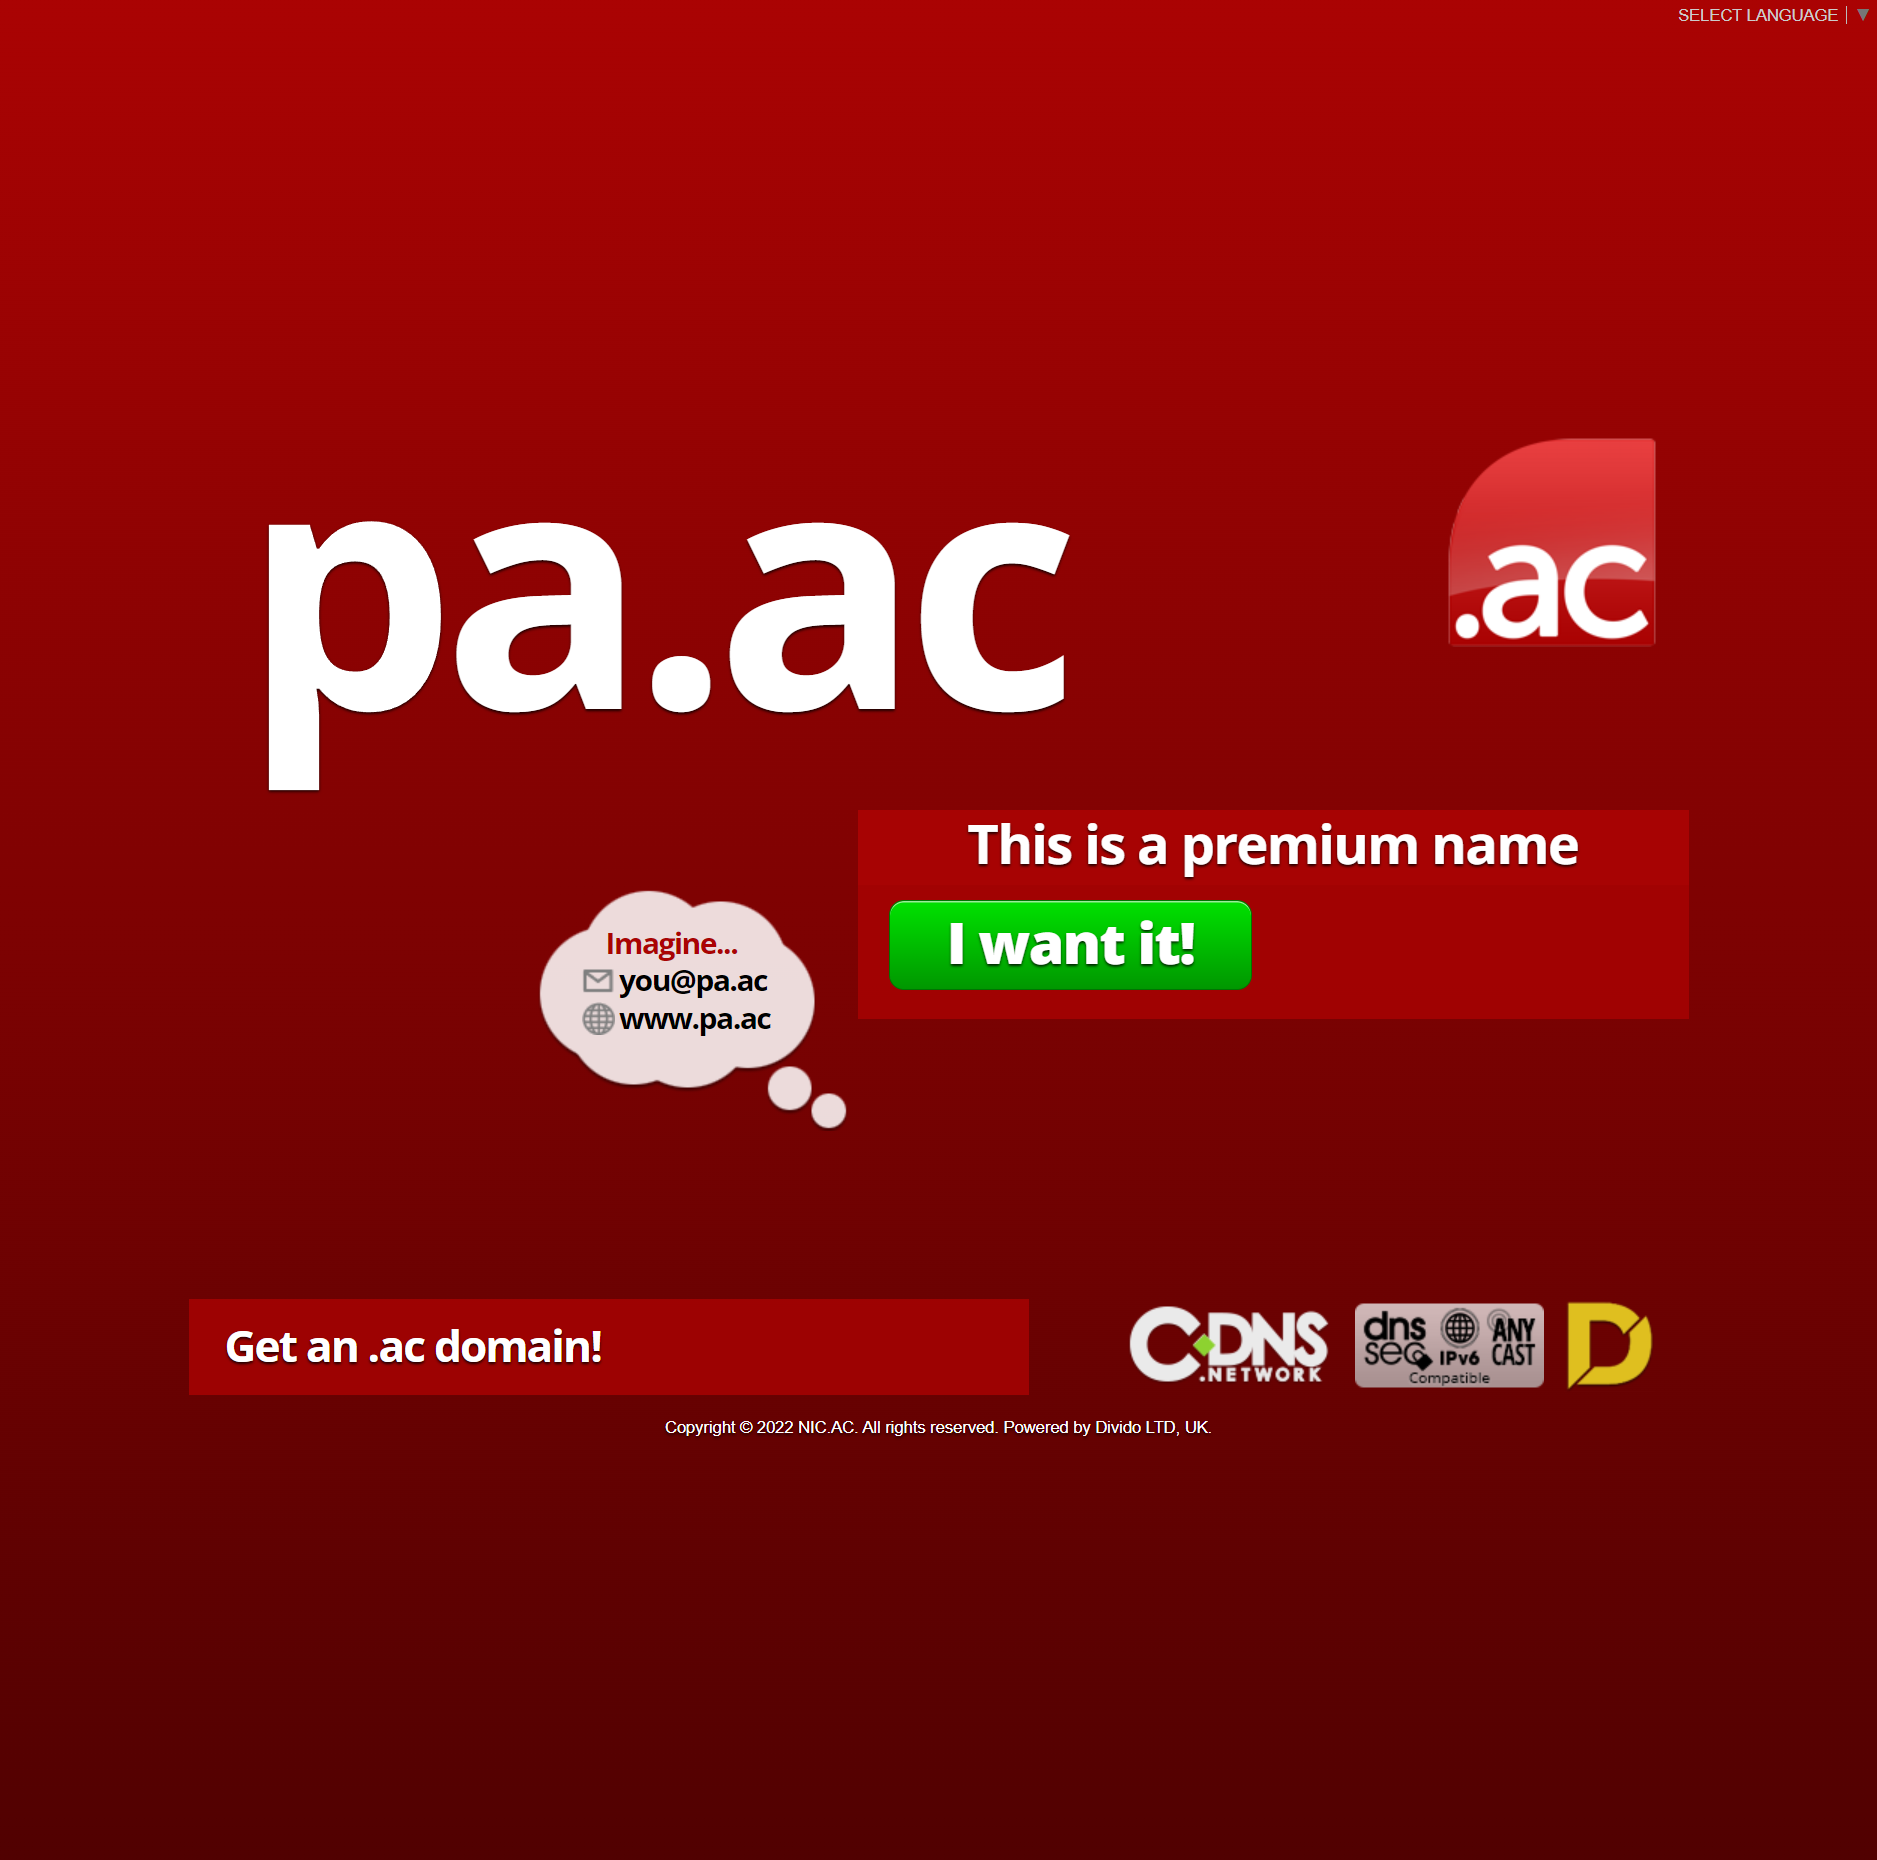 SELECT LANGUAGE ▼
pa.ac
.ac
This is a premium name
I want it!
Imagine...
you@pa.ac
www.pa.ac
Get an .ac domain!
CDNS
.NETWORK
dns
sec
IPv6
ANY
CAST
Compatible
D
Copyright © 2022 NIC.AC. All rights reserved. Powered by Divido LTD, UK.